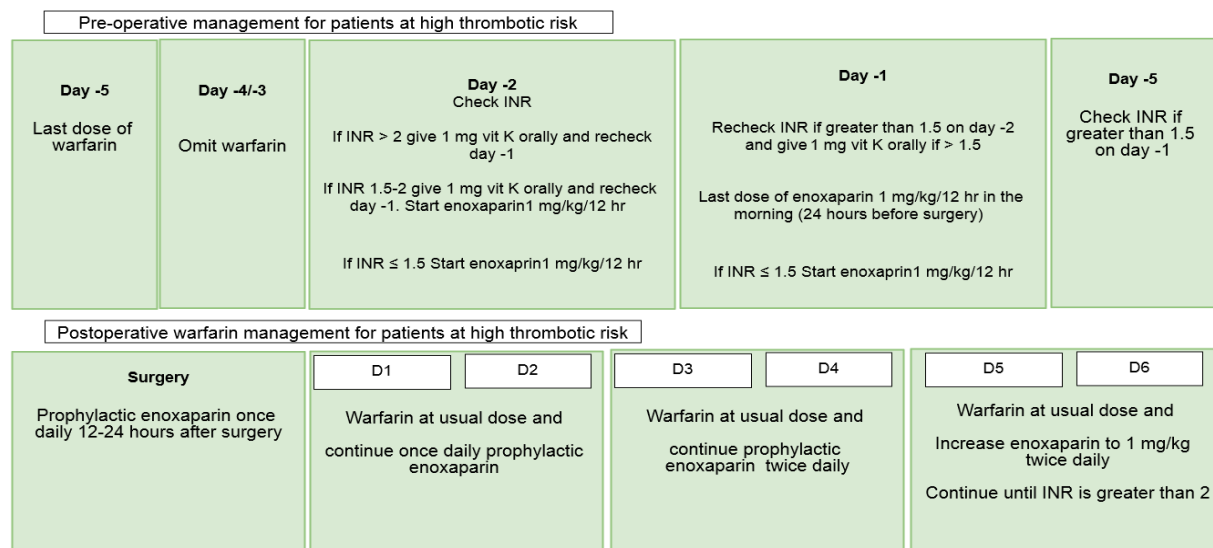 Pre-operative management for patients at high thrombotic risk
Day -5
Last dose of
warfarin
Day -4/-3
Omit warfarin
Day -2
Check INR
If INR > 2 give 1 mg vit K orally and recheck
day -1
If INR 1.5-2 give 1 mg vit K orally and recheck
day -1. Start enoxaparin1 mg/kg/12 hr
If INR ≤ 1.5 Start enoxaprin1 mg/kg/12 hr
Day -1
Recheck INR if greater than 1.5 on day -2
and give 1 mg vit K orally if > 1.5
Last dose of enoxaparin 1 mg/kg/12 hr in the
morning (24 hours before surgery)
If INR ≤ 1.5 Start enoxaprin1 mg/kg/12 hr
Day -5
Check INR if
greater than 1.5
on day -1
Postoperative warfarin management for patients at high thrombotic risk
Surgery
Prophylactic enoxaparin once
daily 12-24 hours after surgery
D1
D2
Warfarin at usual dose and
continue once daily prophylactic
enoxaparin
D3
D4
Warfarin at usual dose and
continue prophylactic
enoxaparin twice daily
D5
D6
Warfarin at usual dose and
Increase enoxaparin to 1 mg/kg
twice daily
Continue until INR is greater than 2